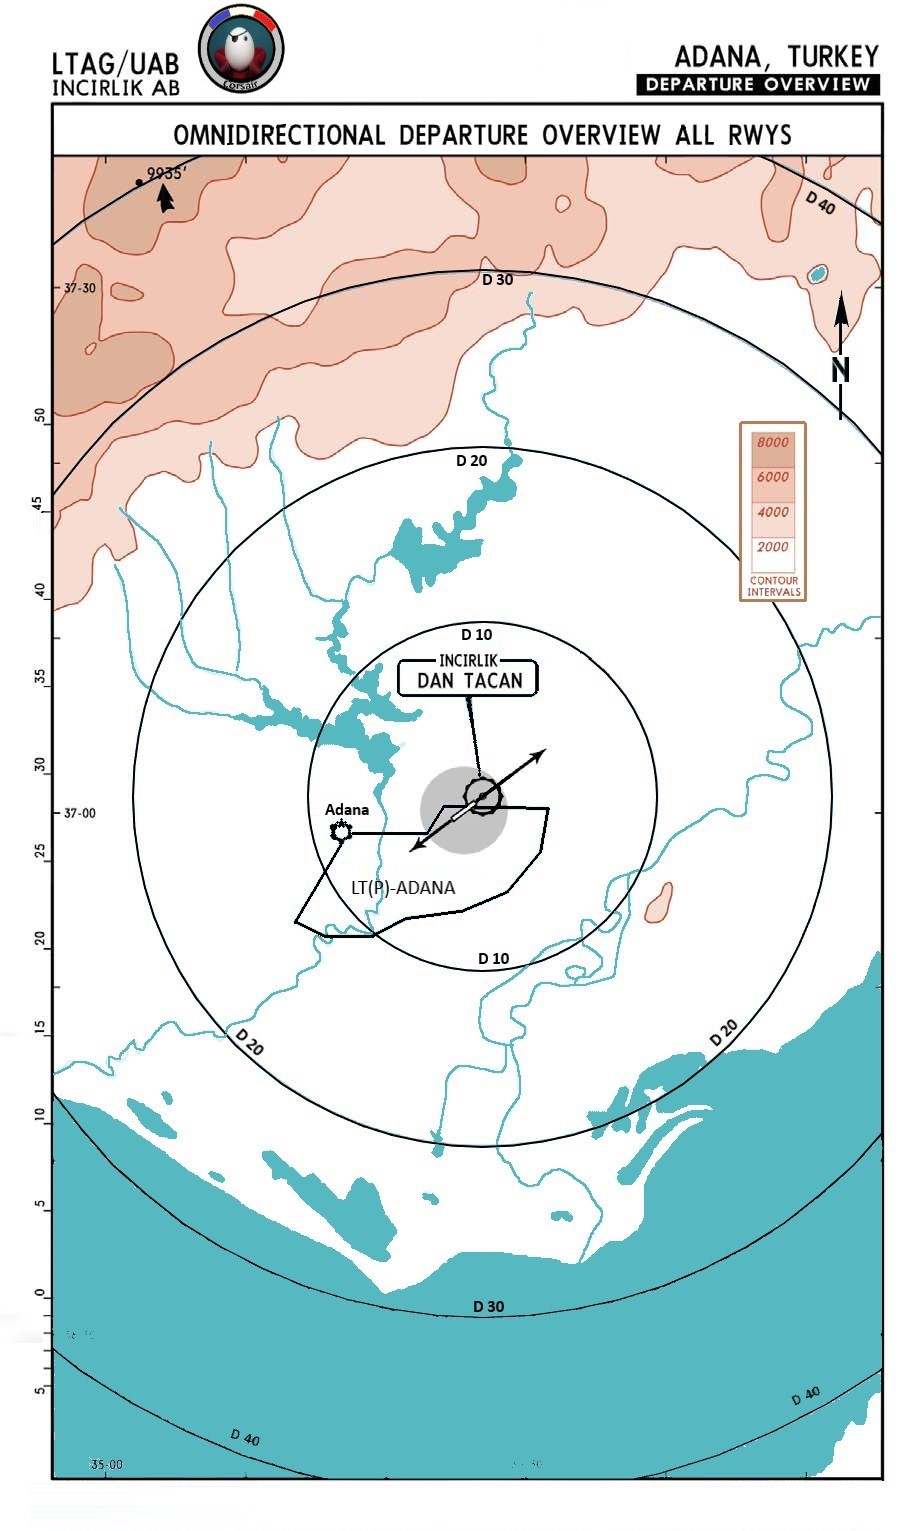 LTAG/UAB
INCIRLIK AB
corsair
ADANA, TURKEY
DEPARTURE OVERVIEW
OMNIDIRECTIONAL DEPARTURE OVERVIEW ALL RWYS
9935'
D 40
37-30
D 30
N
50
8000
6000
4000
2000
CONTOUR
INTERVALS
D 20
45
40
D 10
INCIRLIK
DAN TACAN
35
30
37-00
Adana
25
LT(P)-ADANA
20
D 10
15
D 20
D 20
10
5
0
D 30
5
D 40
D 40
35-00